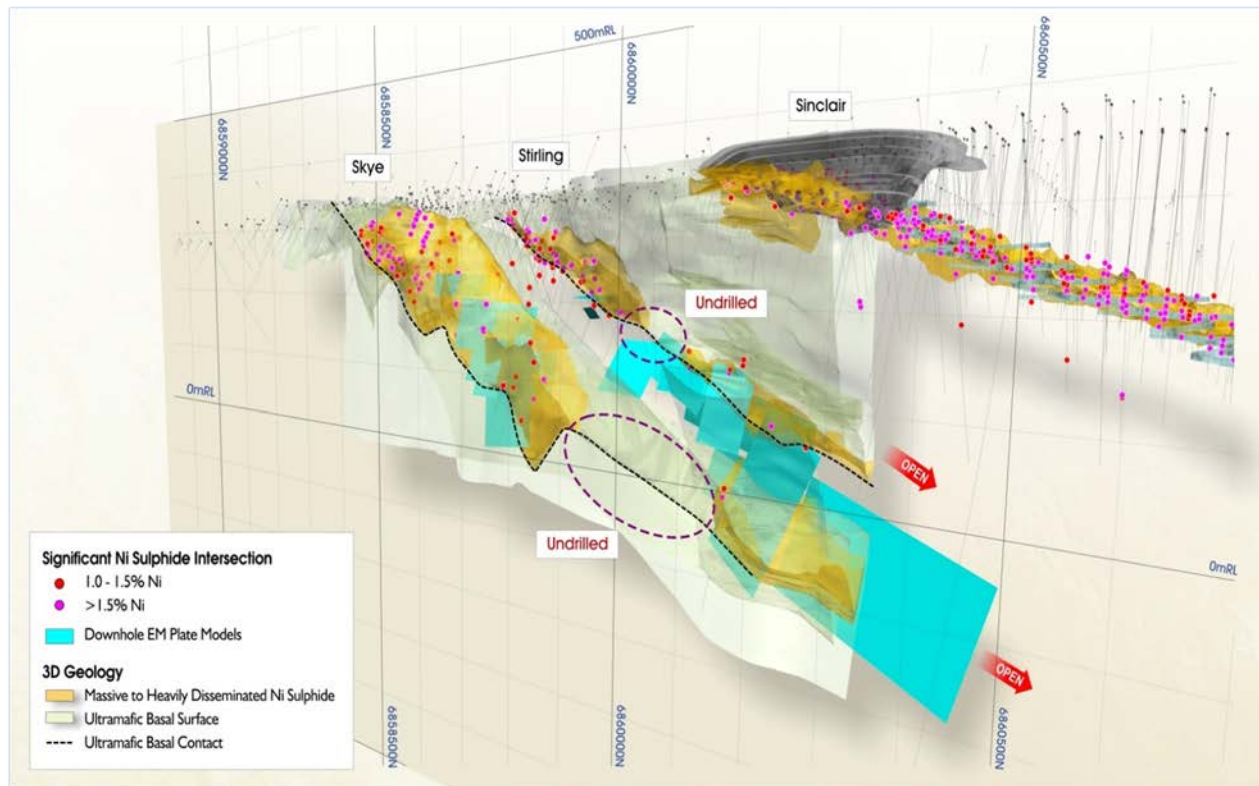 500mRL
6859000N
6858500N
6860000N
6860500N
Sinclair
Stirling
Skye
Undrilled
0mRL
OPEN
Undrilled
0mRL
OPEN
6858500N
6860000N
6860500N
Significant Ni Sulphide Intersection
1.0 - 1.5% Ni
>1.5% Ni
Downhole EM Plate Models
3D Geology
Massive to Heavily Disseminated Ni Sulphide
Ultramafic Basal Surface
Ultramafic Basal Contact